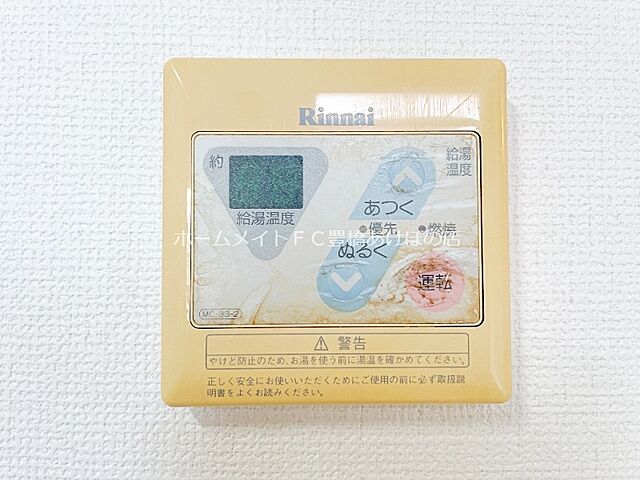 Rinnai
約
給湯温度
給湯
温度
あつく
優先
燃焼
ホームメイトＦＣ豊橋あけぼの店
ぬるく
運転
MC-33-2
⚠ 警告
やけど防止のため、お湯を使う前に湯温を確かめてください。
正しく安全にお使いいただくためにご使用の前に必ず取扱説
明書をよくお読みください。